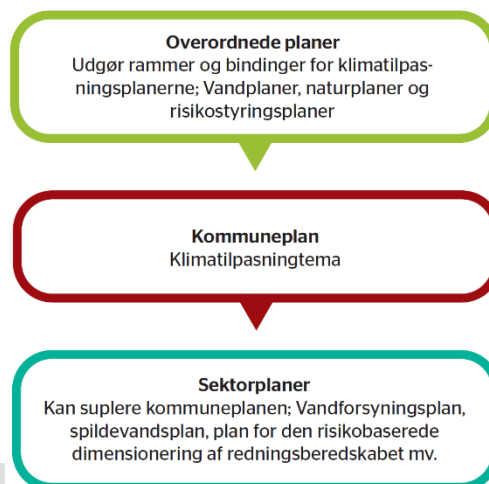 Overordnede planer
Udgør rammer og bindinger for klimatilpas-
ningsplanerne; Vandplaner, naturplaner og
risikostyringsplaner
Kommuneplan
Klimatilpasningtema
Sektorplaner
Kan suplere kommuneplanen; Vandforsyningsplan,
spildevandsplan, plan for den risikobaserede
dimensionering af redningsberedskabet mv.